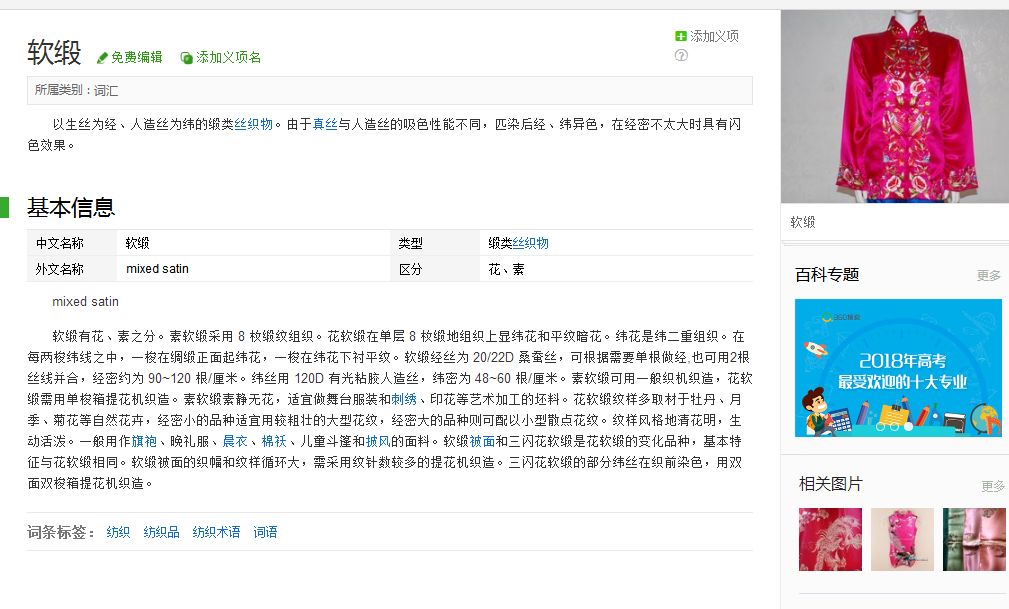 软缎 免费编辑 添加义项名
添加义项
?
所属类别 : 词汇
以生丝为经、人造丝为纬的缎类丝织物。由于真丝与人造丝的吸色性能不同，匹染后经、纬异色，在经密不太大时具有闪
色效果。
基本信息
中文名称 软缎 类型 缎类丝织物
外文名称 mixed satin 区分 花、素
mixed satin
软缎有花、素之分。素软缎采用 8 枚缎纹组织。花软缎在单层 8 枚缎地组织上显纬花和平纹暗花。纬花是纬二重组织。在
每两梭纬线之中，一梭在绸缎正面起纬花，一梭在纬花下衬平纹。软缎经丝为 20/22D 桑蚕丝，可根据需要单根做经,也可用2根
丝线并合，经密约为 90~120 根/厘米。纬丝用 120D 有光粘胶人造丝，纬密为 48~60 根/厘米。素软缎可用一般织机织造，花软
缎需用单梭箱提花机织造。素软缎素静无花，适宜做舞台服装和刺绣、印花等艺术加工的坯料。花软缎纹样多取材于牡丹、月
季、菊花等自然花卉，经密小的品种适宜用较粗壮的大型花纹，经密大的品种则可配以小型散点花纹。纹样风格地清花明，生
动活泼。一般用作旗袍、晚礼服、晨衣、棉袄、儿童斗篷和披风的面料。软缎被面和三闪花软缎是花软缎的变化品种，基本特
征与花软缎相同。软缎被面的织幅和纹样循环大，需采用纹针数较多的提花机织造。三闪花软缎的部分纬丝在织前染色，用双
面双梭箱提花机织造。
词条标签： 纺织 纺织品 纺织术语 词语
软缎
百科专题 更多
2018年高考
最受欢迎的十大专业
相关图片 更多